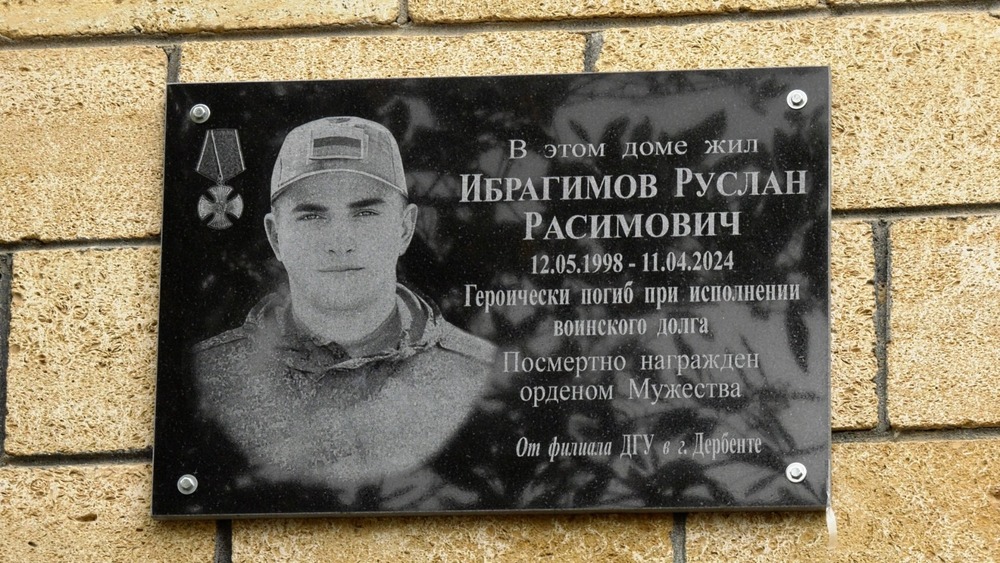 В этом доме жил
ИБРАГИМОВ РУСЛАН
РАСИМОВИЧ
12.05.1998 - 11.04.2024
Героически погиб при исполнении
воинского долга
Посмертно награжден
орденом Мужества
От филиала ДГУ в г. Дербенте